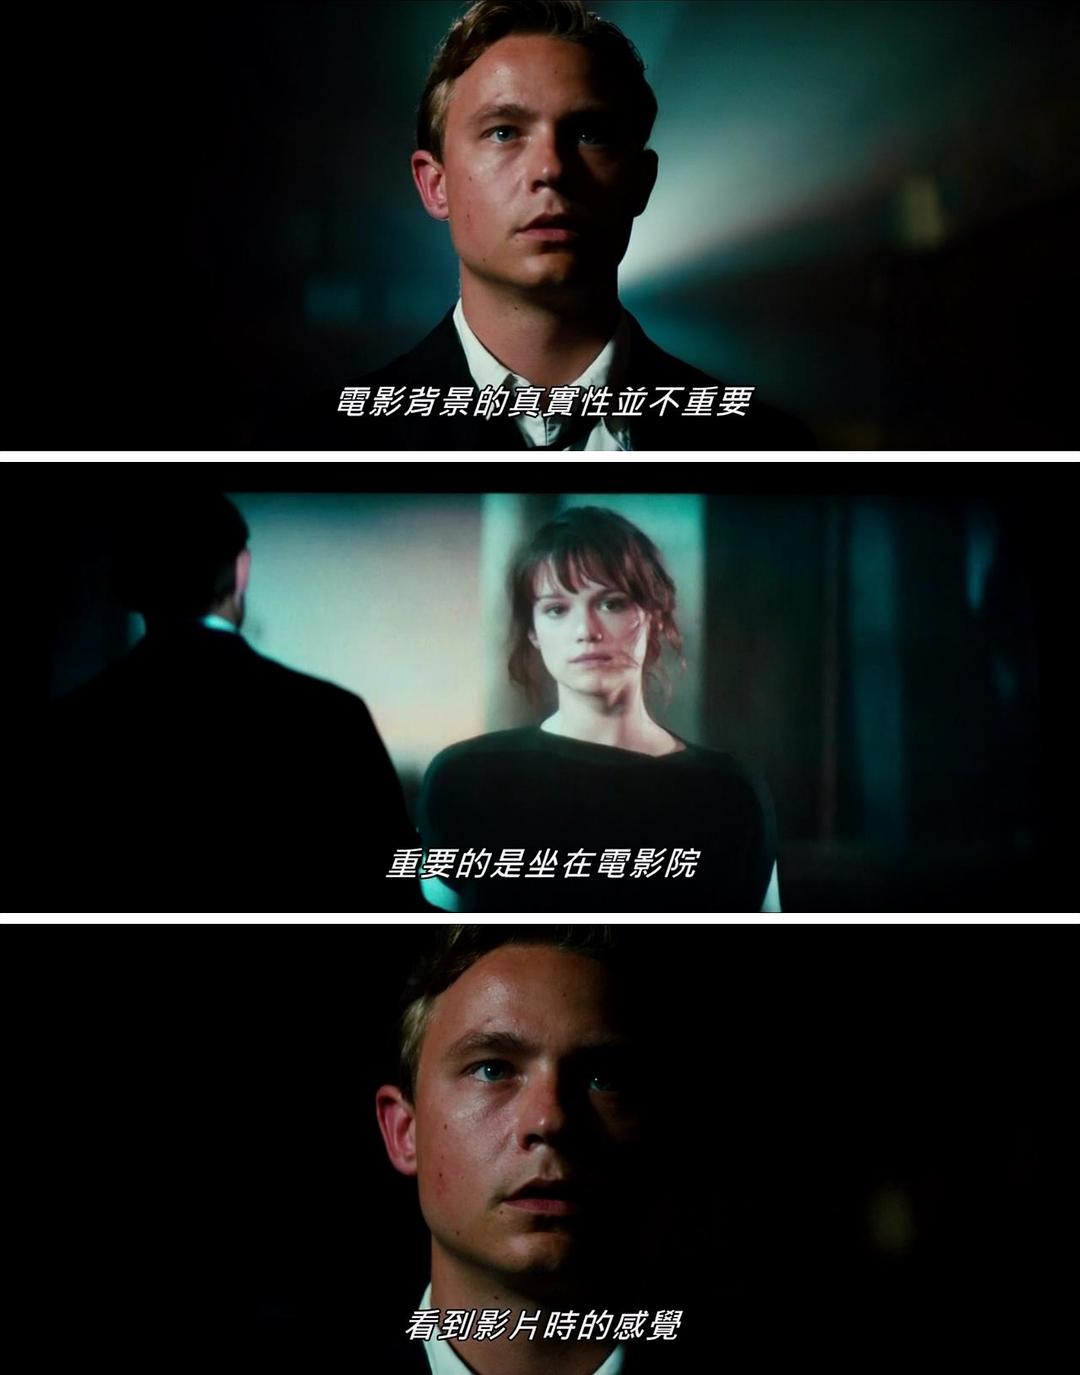 電影背景的真實性並不重要
重要的是坐在電影院
看到影片時的感覺